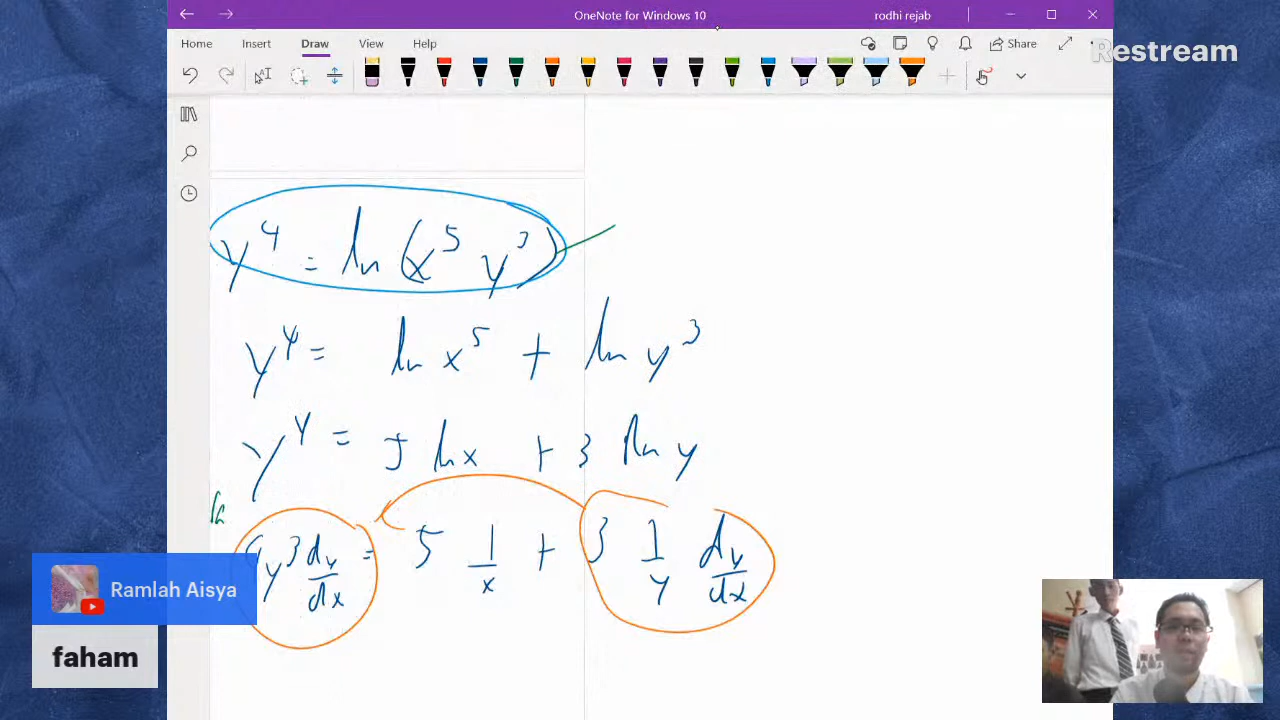 OneNote for Windows 10
rodhi rejab
Home Insert Draw View Help
Share
Restream
y⁴ = ln (x⁵ y³)
y⁴ = ln x⁵ + ln y³
y⁴ = 5 ln x + 3 ln y
y³ dy/dx = 5 1/x + 3 1/y dy/dx
Ramlah Aisya
faham